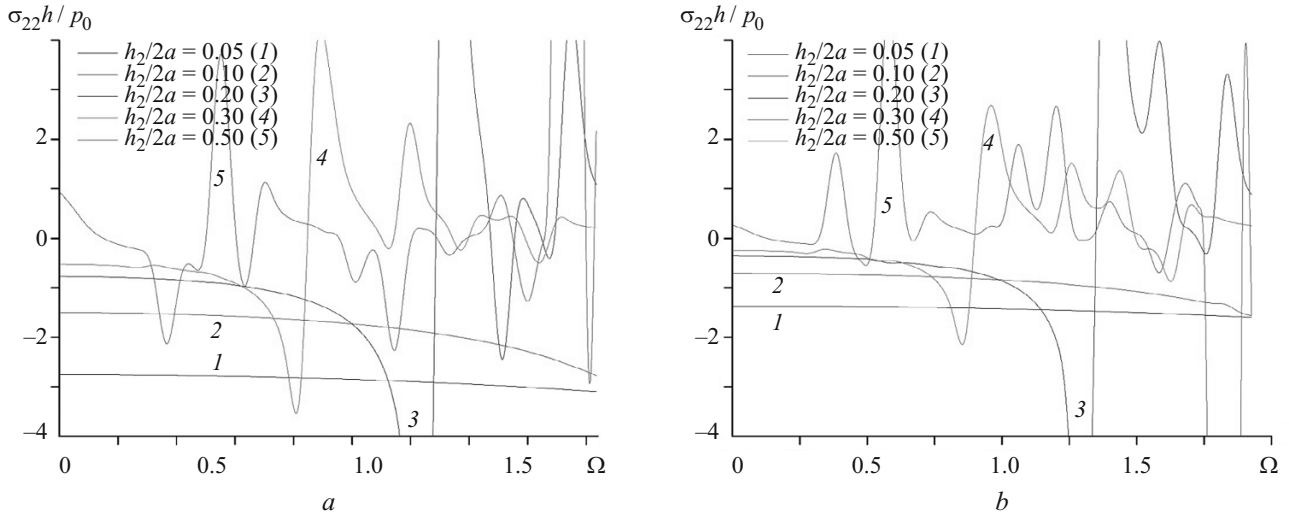 σ22h / p0
h2/2a = 0.05 (1)
h2/2a = 0.10 (2)
h2/2a = 0.20 (3)
h2/2a = 0.30 (4)
h2/2a = 0.50 (5)
2
0
–2
–4
5
4
2
1
3
0
0.5
1.0
1.5
Ω
a
σ22h / p0
h2/2a = 0.05 (1)
h2/2a = 0.10 (2)
h2/2a = 0.20 (3)
h2/2a = 0.30 (4)
h2/2a = 0.50 (5)
2
0
–2
–4
5
4
2
1
3
0
0.5
1.0
1.5
Ω
b